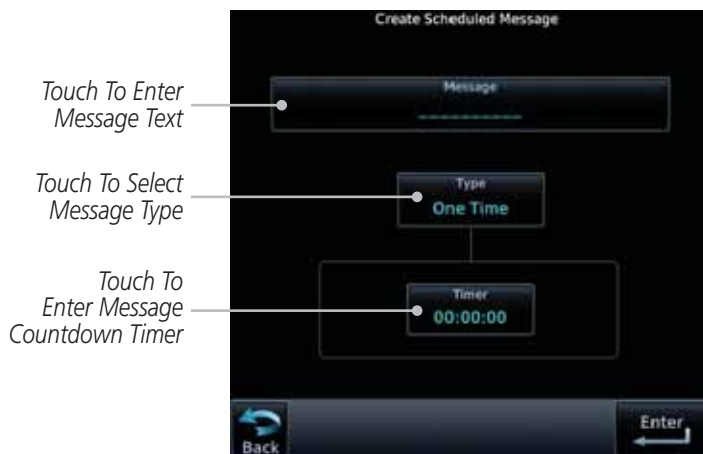 Create Scheduled Message
Touch To Enter
Message Text
Message
__________
Touch To Select
Message Type
Type
One Time
Touch To
Enter Message
Countdown Timer
Timer
00:00:00
Back
Enter